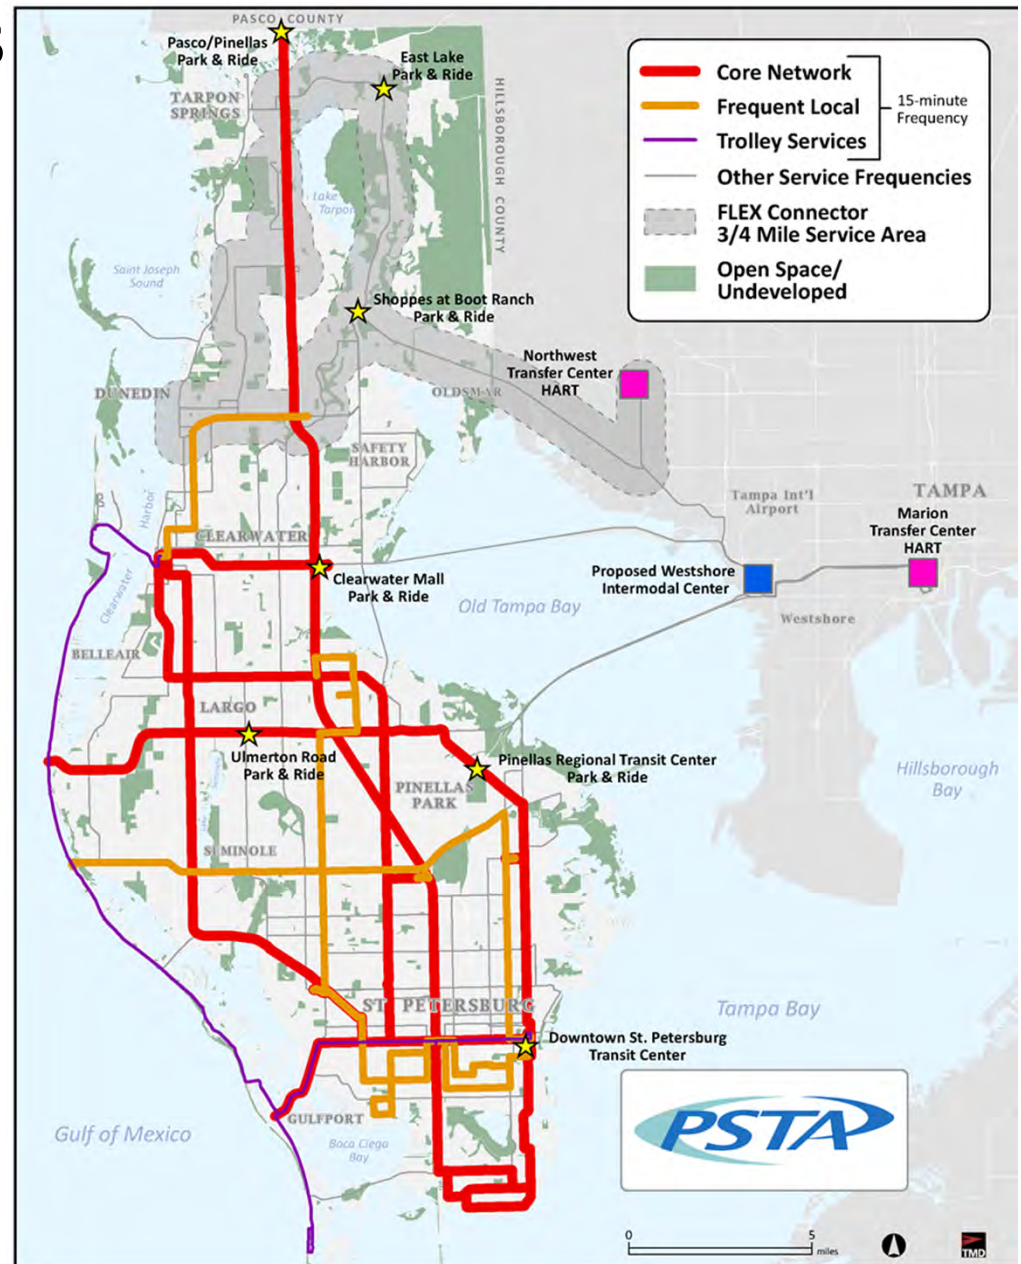 S
PASCO COUNTY
Pasco/Pinellas
Park & Ride
East Lake
Park & Ride
TARPON
SPRINGS
HILLSBOROUGH COUNTY
Lake
Tarpon
Saint Joseph
Sound
Shoppes at Boot Ranch
Park & Ride
Core Network
Frequent Local
Trolley Services
15-minute
Frequency
Other Service Frequencies
FLEX Connector
3/4 Mile Service Area
Open Space/
Undeveloped
Northwest
Transfer Center
HART
DUNEDIN
OLDSMAR
SAFETY
HARBOR
Tampa Int'l
Airport
TAMPA
Marion
Transfer Center
HART
Clearwater
Harbor
CLEARWATER
Clearwater Mall
Park & Ride
Proposed Westshore
Intermodal Center
Old Tampa Bay
Westshore
BELLEAIR
LARGO
Ulmerton Road
Park & Ride
Pinellas Regional Transit Center
Park & Ride
PINELLAS
PARK
Hillsborough
Bay
SEMINOLE
ST PETERSBURG
Tampa Bay
Downtown St. Petersburg
Transit Center
GULFPORT
Boca Ciega
Bay
Gulf of Mexico
PSTA
0 5
miles
TMD